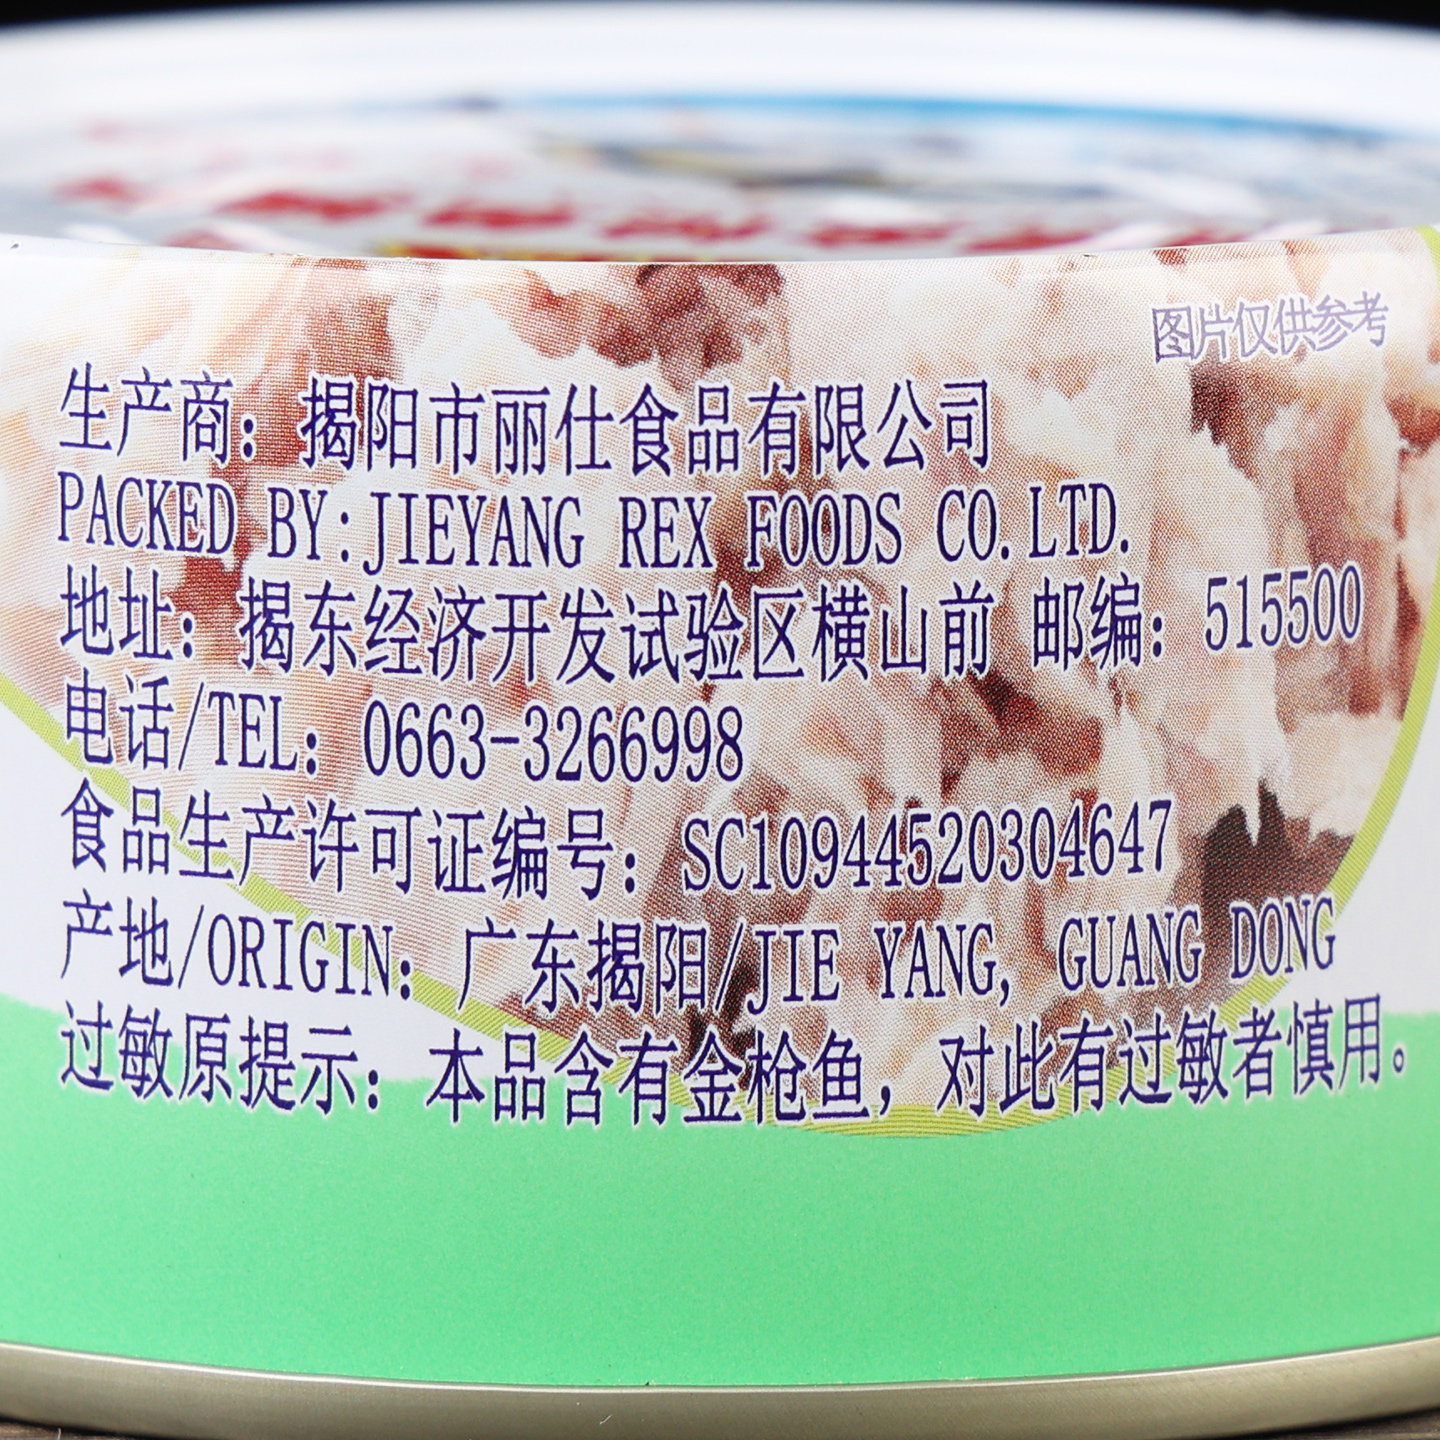 图片仅供参考
生产商：揭阳市丽仕食品有限公司
PACKED BY:JIEYANG REX FOODS CO.LTD.
地址：揭东经济开发试验区横山前 邮编：515500
电话/TEL：0663-3266998
食品生产许可证编号：SC10944520304647
产地/ORIGIN：广东揭阳/JIE YANG, GUANG DONG
过敏原提示：本品含有金枪鱼，对此有过敏者慎用。